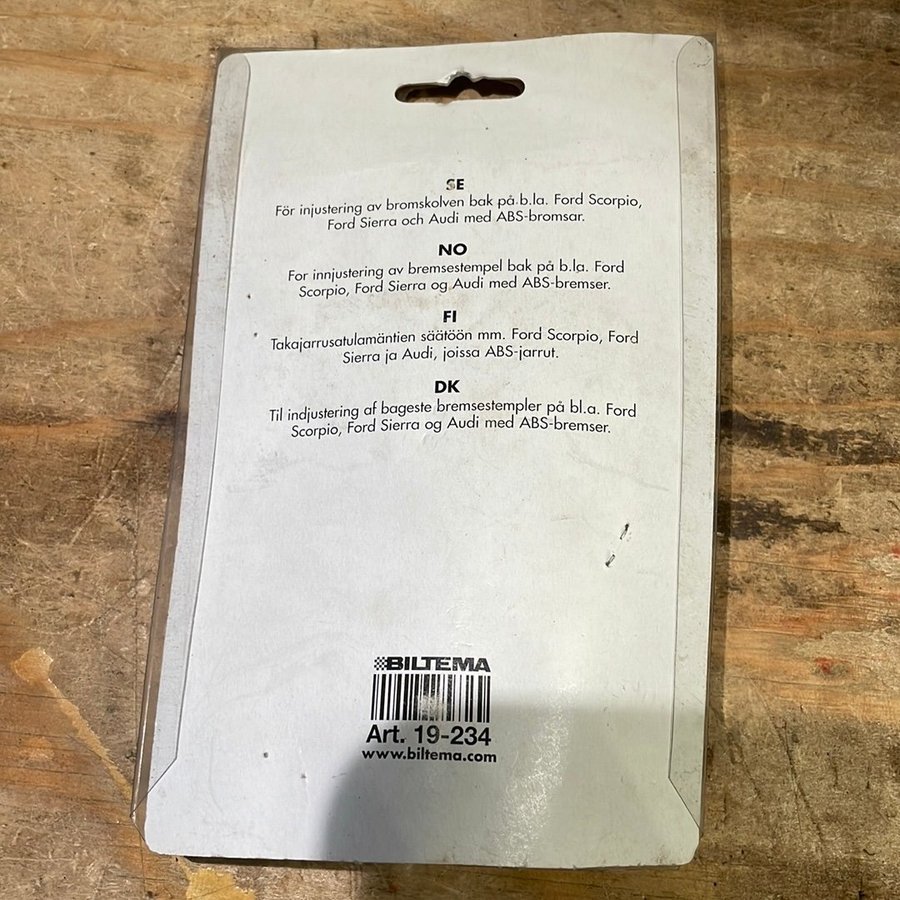 SE
För injustering av bromskolven bak på b.la. Ford Scorpio,
Ford Sierra och Audi med ABS-bromsar.
NO
For innjustering av bremsestempel bak på b.la. Ford
Scorpio, Ford Sierra og Audi med ABS-bremser.
FI
Takajarrusatulamäntien säätöön mm. Ford Scorpio, Ford
Sierra ja Audi, joissa ABS-jarrut.
DK
Til indjustering af bageste bremsestempler på bl.a. Ford
Scorpio, Ford Sierra og Audi med ABS-bremser.
BILTEMA
Art. 19-234
www.biltema.com